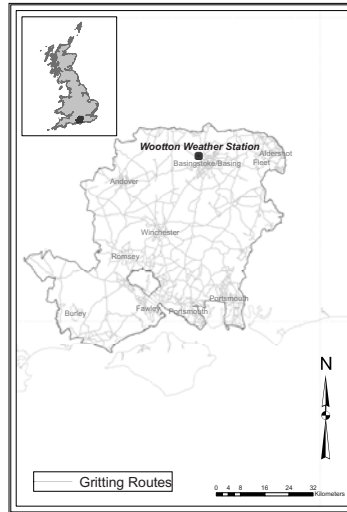 Wootton Weather Station
Aldershot
Basingstoke/Basing
Fleet
Andover
Winchester
Romsey
Portsmouth
Burley
Fawley
Portsmouth
N
Gritting Routes
0 4 8 16 24 32
Kilometers